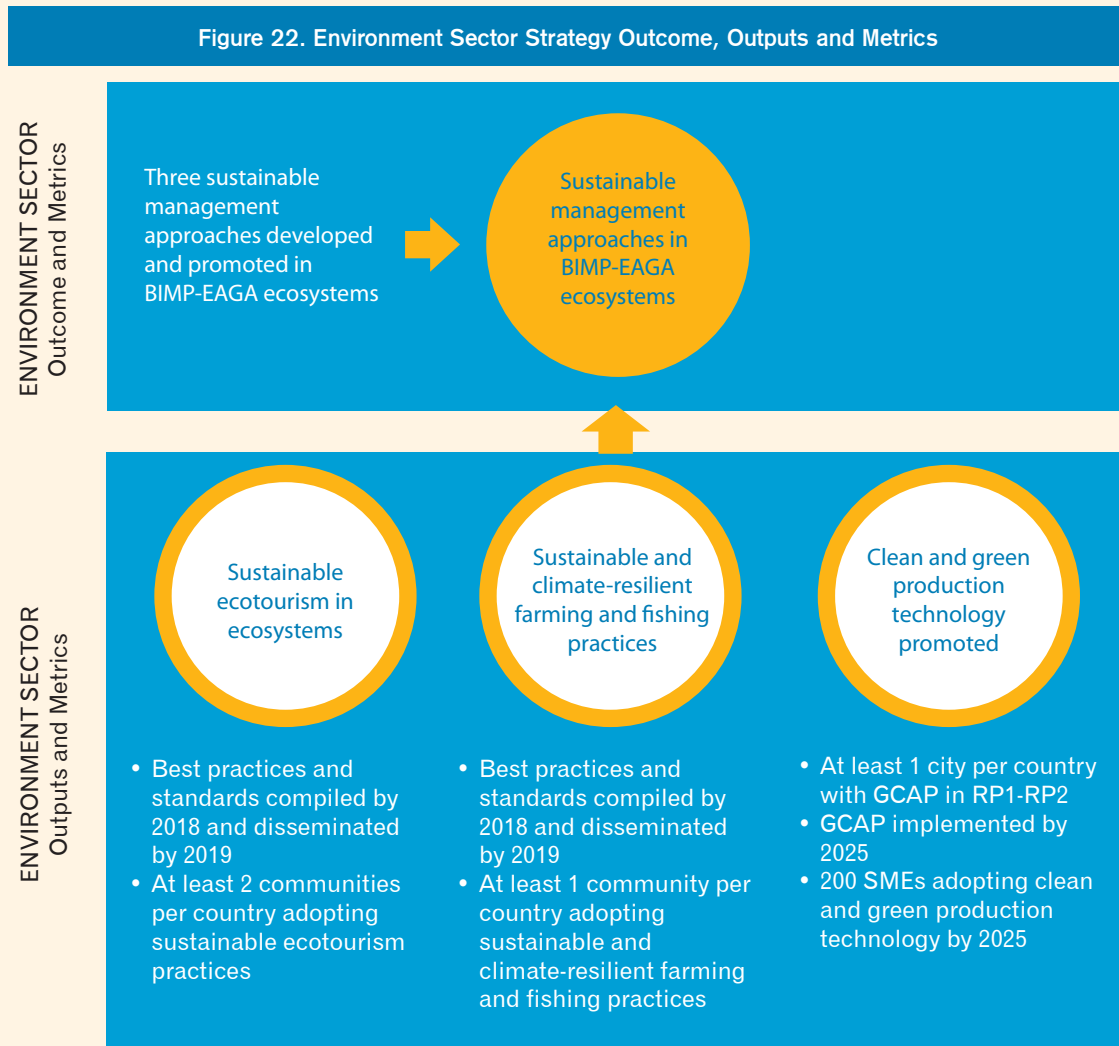 Figure 22. Environment Sector Strategy Outcome, Outputs and Metrics
ENVIRONMENT SECTOR
Outcome and Metrics
Three sustainable
management
approaches developed
and promoted in
BIMP-EAGA ecosystems
Sustainable
management
approaches in
BIMP-EAGA
ecosystems
ENVIRONMENT SECTOR
Outputs and Metrics
Sustainable
ecotourism in
ecosystems
• Best practices and
standards compiled by
2018 and disseminated
by 2019
• At least 2 communities
per country adopting
sustainable ecotourism
practices
Sustainable and
climate-resilient
farming and fishing
practices
• Best practices and
standards compiled by
2018 and disseminated
by 2019
• At least 1 community per
country adopting
sustainable and
climate-resilient farming
and fishing practices
Clean and green
production
technology
promoted
• At least 1 city per country
with GCAP in RP1-RP2
• GCAP implemented by
2025
• 200 SMEs adopting clean
and green production
technology by 2025